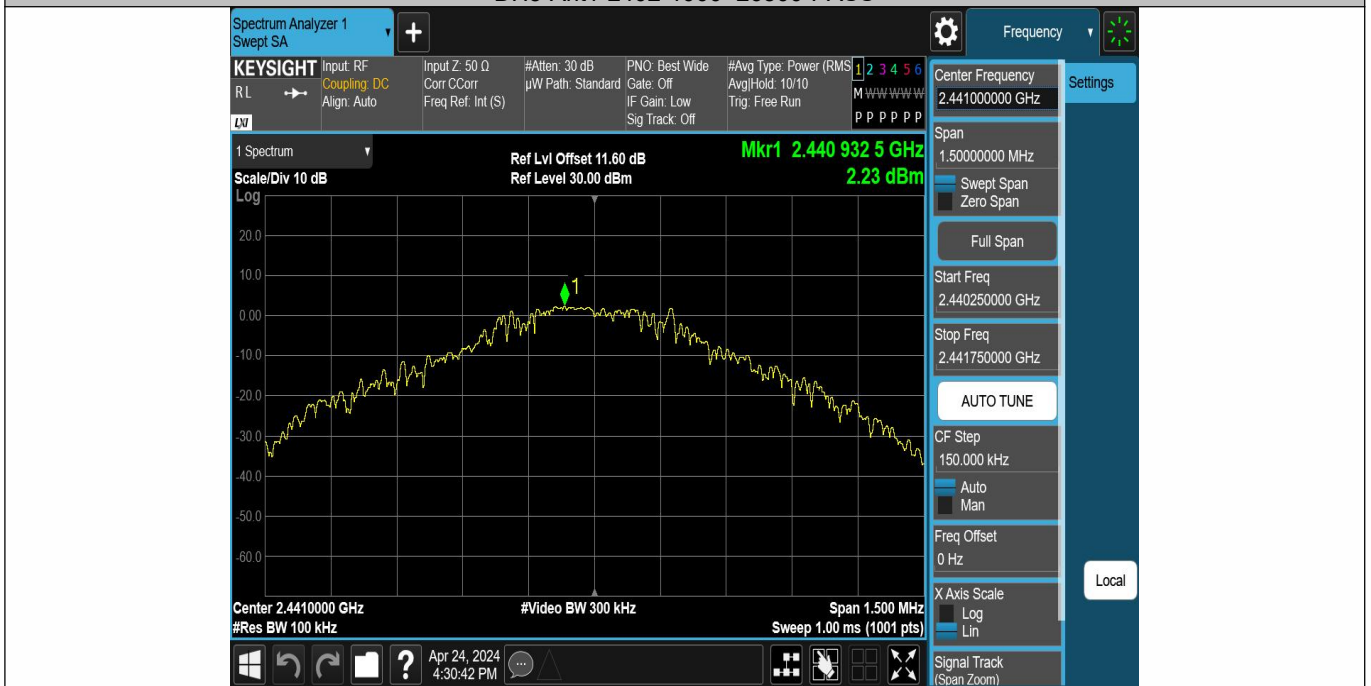 Spectrum Analyzer 1
Swept SA
Frequency
KEYSIGHT
RL
LXI
Input: RF
Coupling: DC
Align: Auto
Input Z: 50 Ω
Corr CCorr
Freq Ref: Int (S)
#Atten: 30 dB
µW Path: Standard
PNO: Best Wide
Gate: Off
IF Gain: Low
Sig Track: Off
#Avg Type: Power (RMS
Avg|Hold: 10/10
Trig: Free Run
1 2 3 4 5 6
M W W W W W
P P P P P P
1 Spectrum
Scale/Div 10 dB
Log
Ref Lvl Offset 11.60 dB
Ref Level 30.00 dBm
Mkr1 2.440 932 5 GHz
2.23 dBm
20.0
10.0
0.00
-10.0
-20.0
-30.0
-40.0
-50.0
-60.0
1
Center 2.4410000 GHz
#Res BW 100 kHz
#Video BW 300 kHz
Span 1.500 MHz
Sweep 1.00 ms (1001 pts)
Center Frequency
2.441000000 GHz
Span
1.50000000 MHz
Swept Span
Zero Span
Full Span
Start Freq
2.440250000 GHz
Stop Freq
2.441750000 GHz
AUTO TUNE
CF Step
150.000 kHz
Auto
Man
Freq Offset
0 Hz
X Axis Scale
Log
Lin
Signal Track
(Span Zoom)
Settings
Local
?
Apr 24, 2024
4:30:42 PM